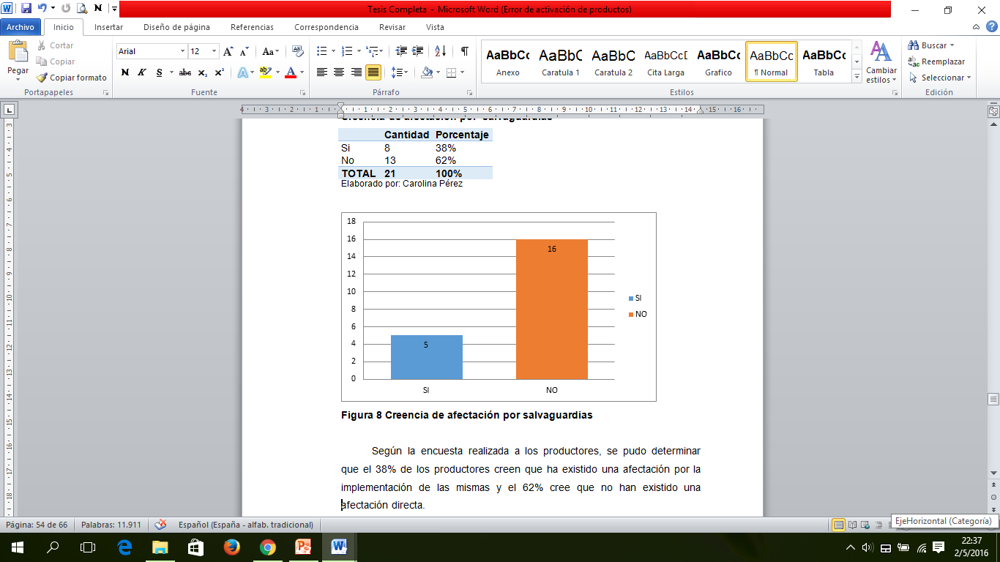 Tesis Completa - Microsoft Word (Error de activación de productos)
Archivo Inicio Insertar Diseño de página Referencias Correspondencia Revisar Vista
Pegar
Cortar
Copiar
Copiar formato
Portapapeles
Arial 12
N K S abc x₂ x²
Fuente
Párrafo
AaBbCc AaBbC AaBbC AaBbCcD AaBbCc AaBbCc AaBbCc
Anexo Caratula 1 Caratula 2 Cita Larga Grafico ¶ Normal Tabla
Estilos
Cambiar estilos
Buscar
Reemplazar
Seleccionar
Edición
Creencia de afectación por salvaguardias
Cantidad Porcentaje
Si 8 38%
No 13 62%
TOTAL 21 100%
Elaborado por: Carolina Pérez
18
16
14
12
10
8
6
4
2
0
5
16
SI NO
SI
NO
Figura 8 Creencia de afectación por salvaguardias
Según la encuesta realizada a los productores, se pudo determinar
que el 38% de los productores creen que ha existido una afectación por la
implementación de las mismas y el 62% cree que no han existido una
afectación directa.
Página: 54 de 66 Palabras: 11.911 Español (España - alfab. tradicional)
EjeHorizontal (Categoría)
22:37
2/5/2016